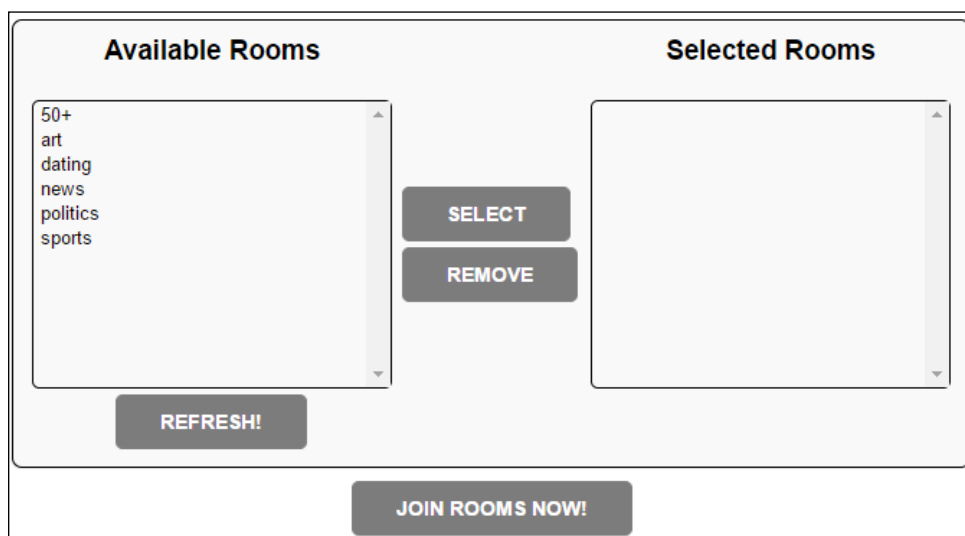 Available Rooms
Selected Rooms
50+
art
dating
news
politics
sports
SELECT
REMOVE
REFRESH!
JOIN ROOMS NOW!